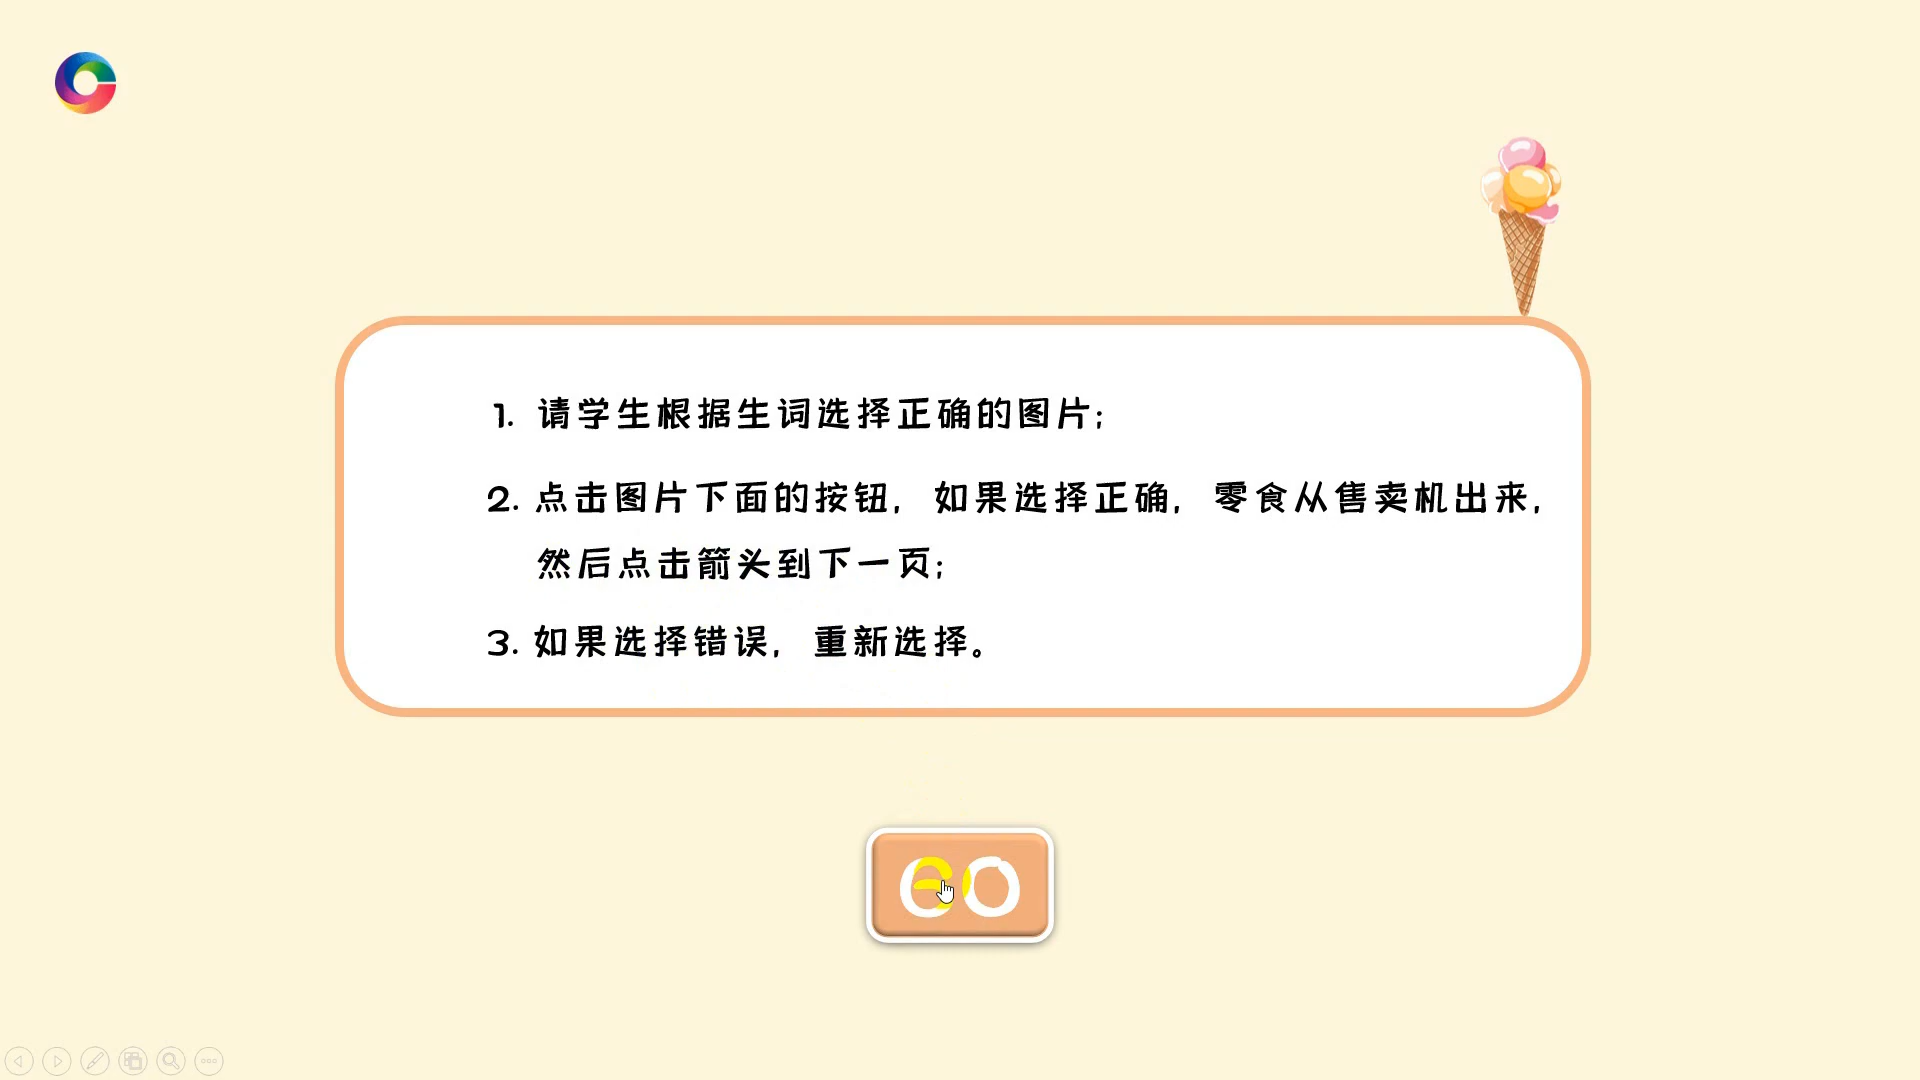 1. 请学生根据生词选择正确的图片;
2. 点击图片下面的按钮, 如果选择正确, 零食从售卖机出来,
然后点击箭头到下一页;
3. 如果选择错误, 重新选择。
GO